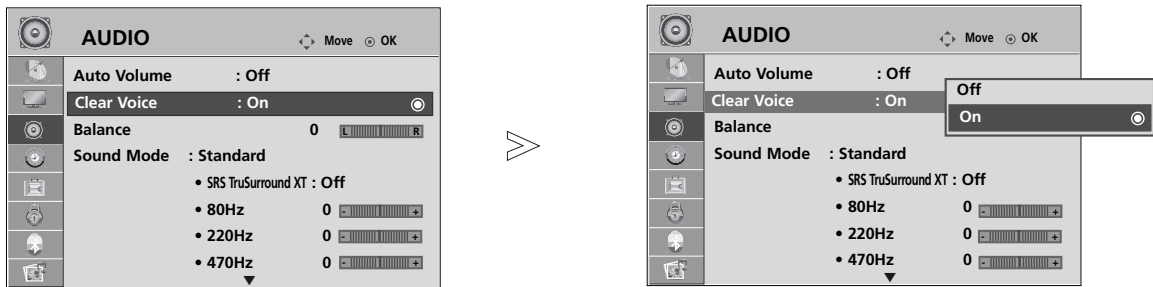 AUDIO Move OK
Auto Volume : Off
Clear Voice : On
Balance 0 L R
Sound Mode : Standard
• SRS TruSurround XT : Off
• 80Hz 0 - +
• 220Hz 0 - +
• 470Hz 0 - +
AUDIO Move OK
Auto Volume : Off
Clear Voice : On
Off
On
Balance
Sound Mode : Standard
• SRS TruSurround XT : Off
• 80Hz 0 - +
• 220Hz 0 - +
• 470Hz 0 - +